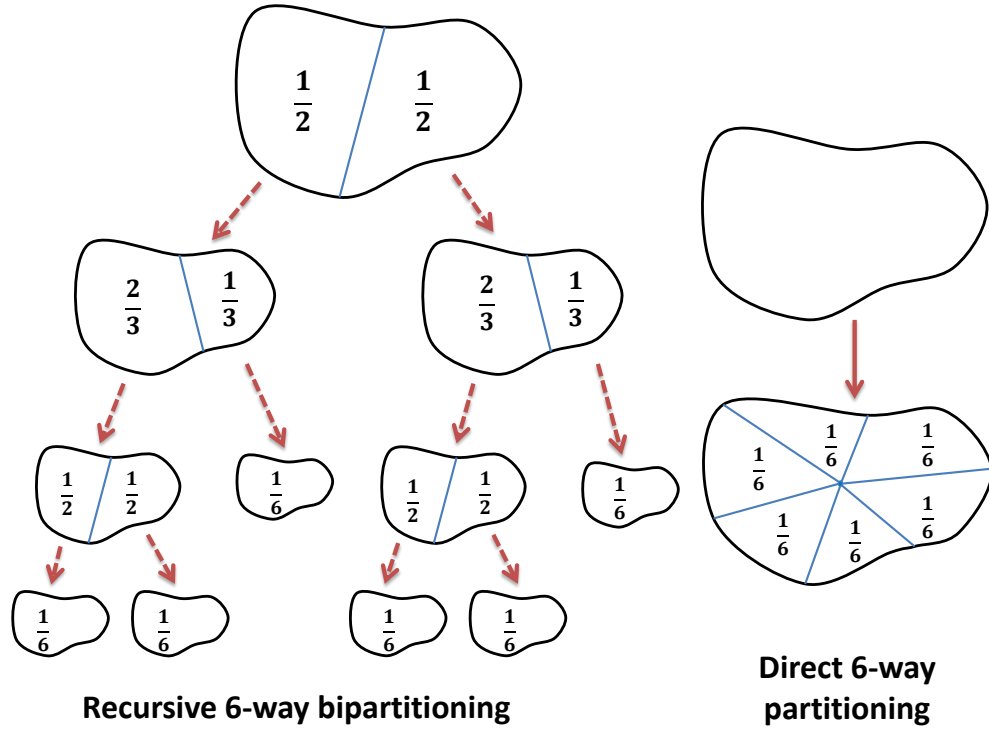 1/2 1/2
2/3 1/3 2/3 1/3
1/2 1/2 1/6 1/2 1/2 1/6
1/6 1/6 1/6 1/6
1/6 1/6 1/6
1/6 1/6 1/6
Recursive 6-way bipartitioning
Direct 6-way
partitioning